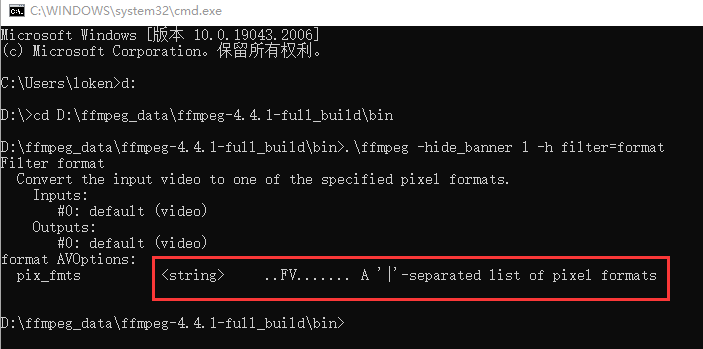 C:\WINDOWS\system32\cmd.exe
Microsoft Windows [版本 10.0.19043.2006]
(c) Microsoft Corporation。保留所有权利。
C:\Users\loken>d:
D:\>cd D:\ffmpeg_data\ffmpeg-4.4.1-full_build\bin
D:\ffmpeg_data\ffmpeg-4.4.1-full_build\bin>.\ffmpeg -hide_banner 1 -h filter=format
Filter format
  Convert the input video to one of the specified pixel formats.
    Inputs:
       #0: default (video)
    Outputs:
       #0: default (video)
format AVOptions:
  pix_fmts          <string>     ..FV....... A '|'-separated list of pixel formats
D:\ffmpeg_data\ffmpeg-4.4.1-full_build\bin>